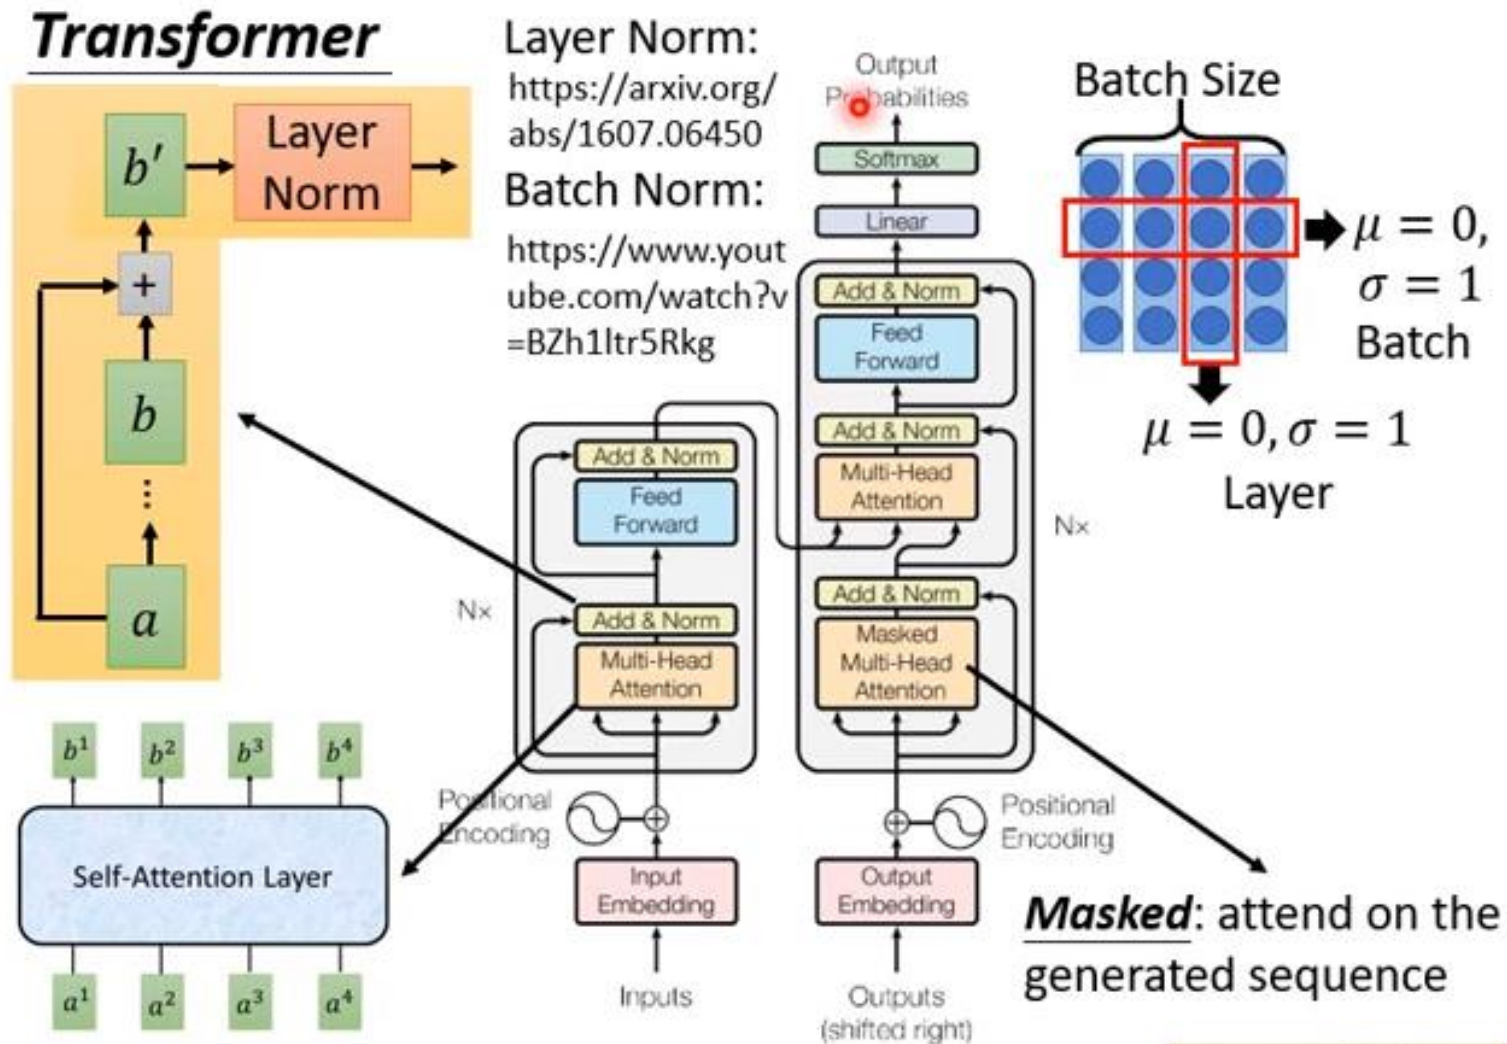 Transformer
b′
Layer
Norm
+
b
⋮
a
b¹ b² b³ b⁴
Self-Attention Layer
a¹ a² a³ a⁴
Layer Norm:
https://arxiv.org/
abs/1607.06450
Batch Norm:
https://www.yout
ube.com/watch?v
=BZh1ltr5Rkg
Output
Probabilities
Softmax
Linear
Add & Norm
Feed
Forward
Add & Norm
Multi-Head
Attention
Nx
Add & Norm
Masked
Multi-Head
Attention
Positional
Encoding
Output
Embedding
Outputs
(shifted right)
Add & Norm
Feed
Forward
Nx
Add & Norm
Multi-Head
Attention
Positional
Encoding
Input
Embedding
Inputs
Batch Size
μ = 0,
σ = 1
Batch
μ = 0, σ = 1
Layer
Masked: attend on the
generated sequence